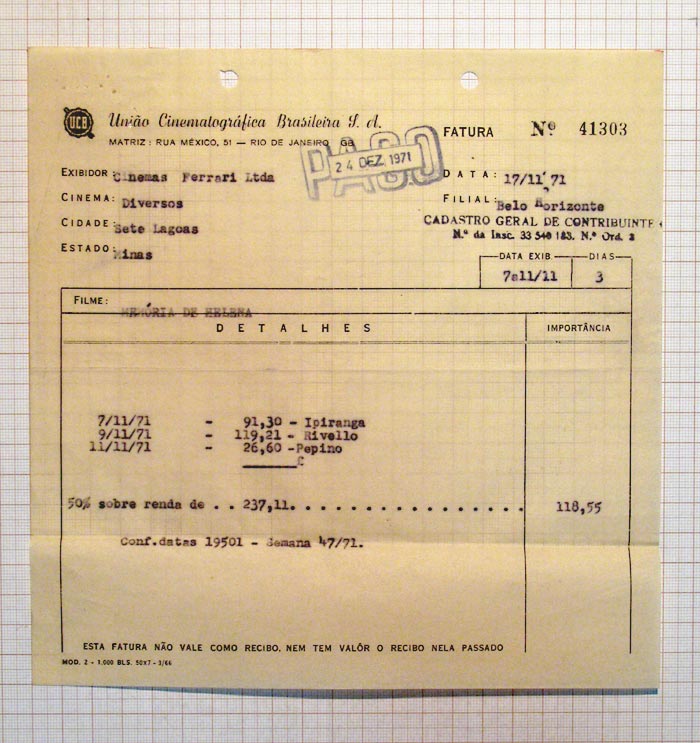 UCB
União Cinematográfica Brasileira S. A.
MATRIZ: RUA MÉXICO, 51 — RIO DE JANEIRO GB
PAGO
24 DEZ. 1971
FATURA Nº 41303
EXIBIDOR: Cinemas Ferrari Ltda
DATA: 17/11/71
CINEMA: Diversos
FILIAL: Belo Horizonte
CIDADE: Sete Lagoas
CADASTRO GERAL DE CONTRIBUINTE
N.º da Insc. 33 540 183. N.º Ord. 2
ESTADO: Minas
DATA EXIB. DIAS
7a11/11 3
FILME: MEMÓRIA DE HELENA
DETALHES IMPORTÂNCIA
7/11/71 - 91,30 - Ipiranga
9/11/71 - 119,21 - Rivello
11/11/71 - 26,60 -Pepino
50% sobre renda de . . 237,11. . . . . . . . . . . . . . . . 118,55
Conf.datas 19501 - Semana 47/71.
ESTA FATURA NÃO VALE COMO RECIBO, NEM TEM VALÔR O RECIBO NELA PASSADO
MOD. 2 - 1.000 BLS. 50X7 - 3/66